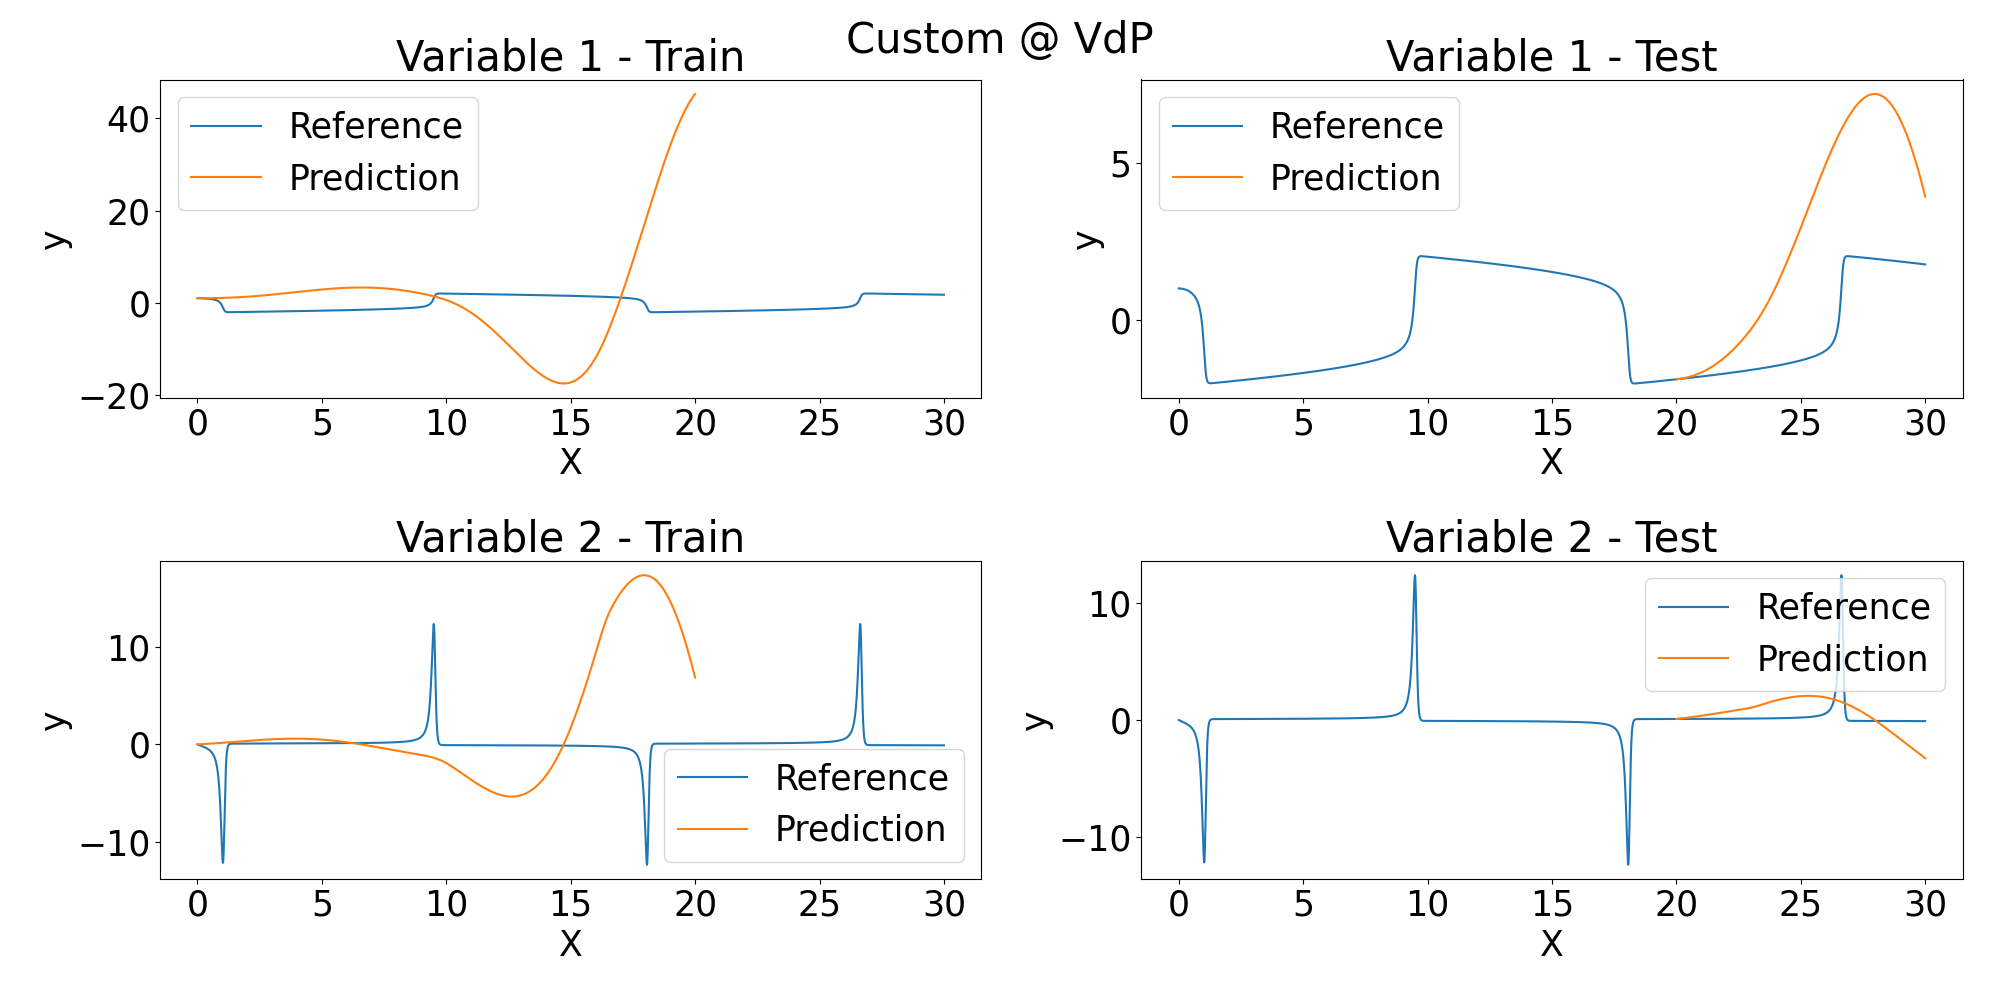 Custom @ VdP
Variable 1 - Train
y
40
20
0
−20
Reference
Prediction
0 5 10 15 20 25 30
X
Variable 1 - Test
y
5
0
Reference
Prediction
0 5 10 15 20 25 30
X
Variable 2 - Train
y
10
0
−10
Reference
Prediction
0 5 10 15 20 25 30
X
Variable 2 - Test
y
10
0
−10
Reference
Prediction
0 5 10 15 20 25 30
X